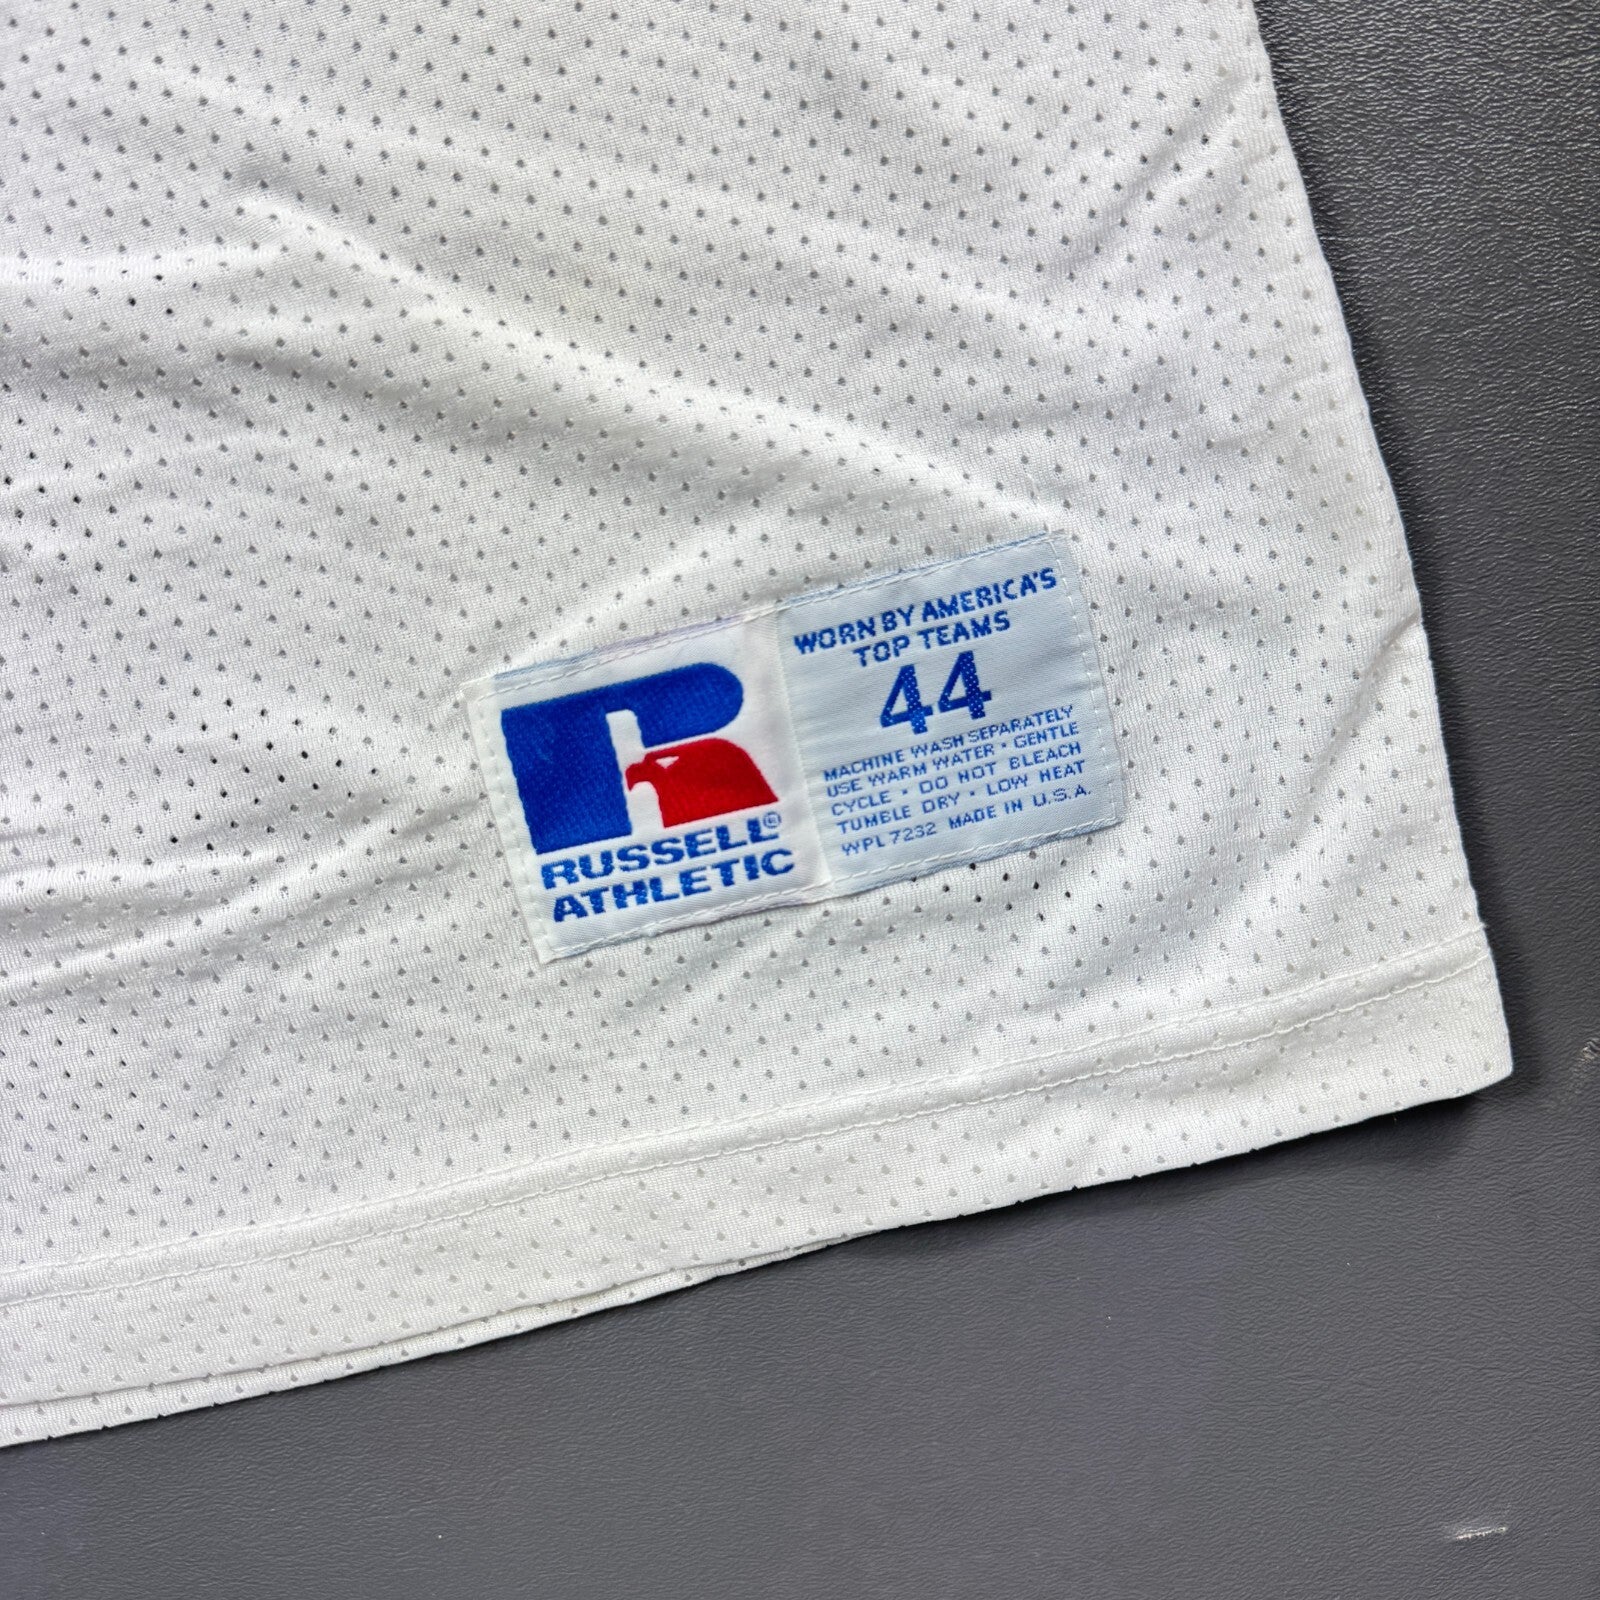 RUSSELL®
ATHLETIC
WORN BY AMERICA'S
TOP TEAMS
44
MACHINE WASH SEPARATELY
USE WARM WATER • GENTLE
CYCLE • DO NOT BLEACH
TUMBLE DRY • LOW HEAT
WPL 7232 MADE IN U.S.A.